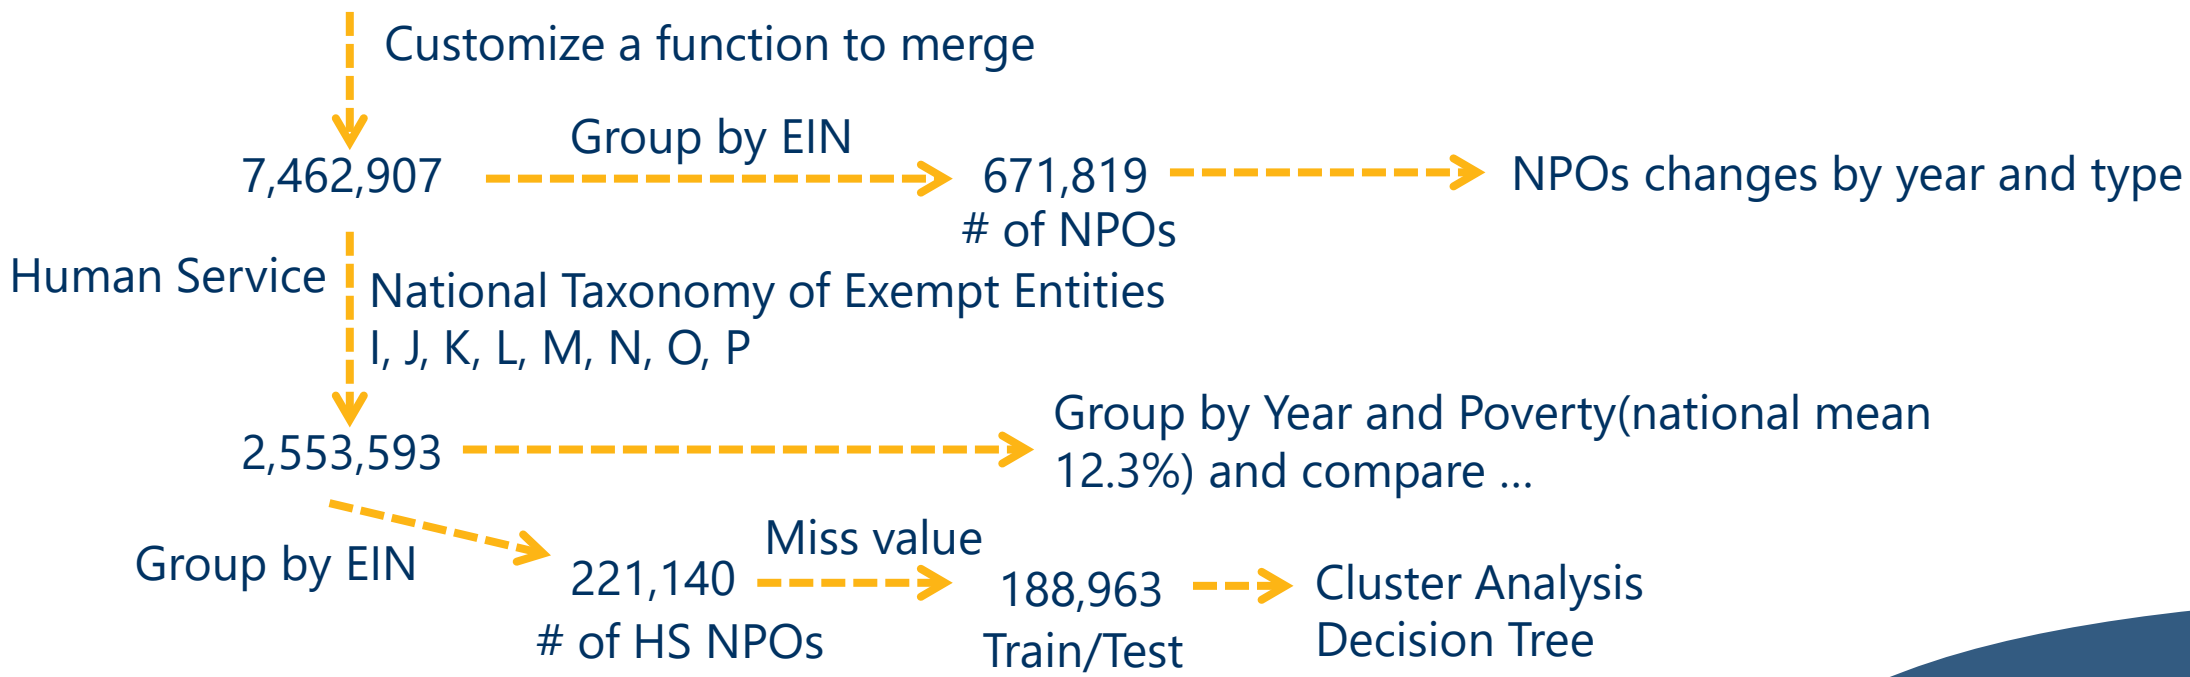 Customize a function to merge
Group by EIN
7,462,907
671,819
# of NPOs
NPOs changes by year and type
Human Service
National Taxonomy of Exempt Entities
I, J, K, L, M, N, O, P
2,553,593
Group by Year and Poverty(national mean
12.3%) and compare ...
Group by EIN
221,140
# of HS NPOs
Miss value
188,963
Train/Test
Cluster Analysis
Decision Tree